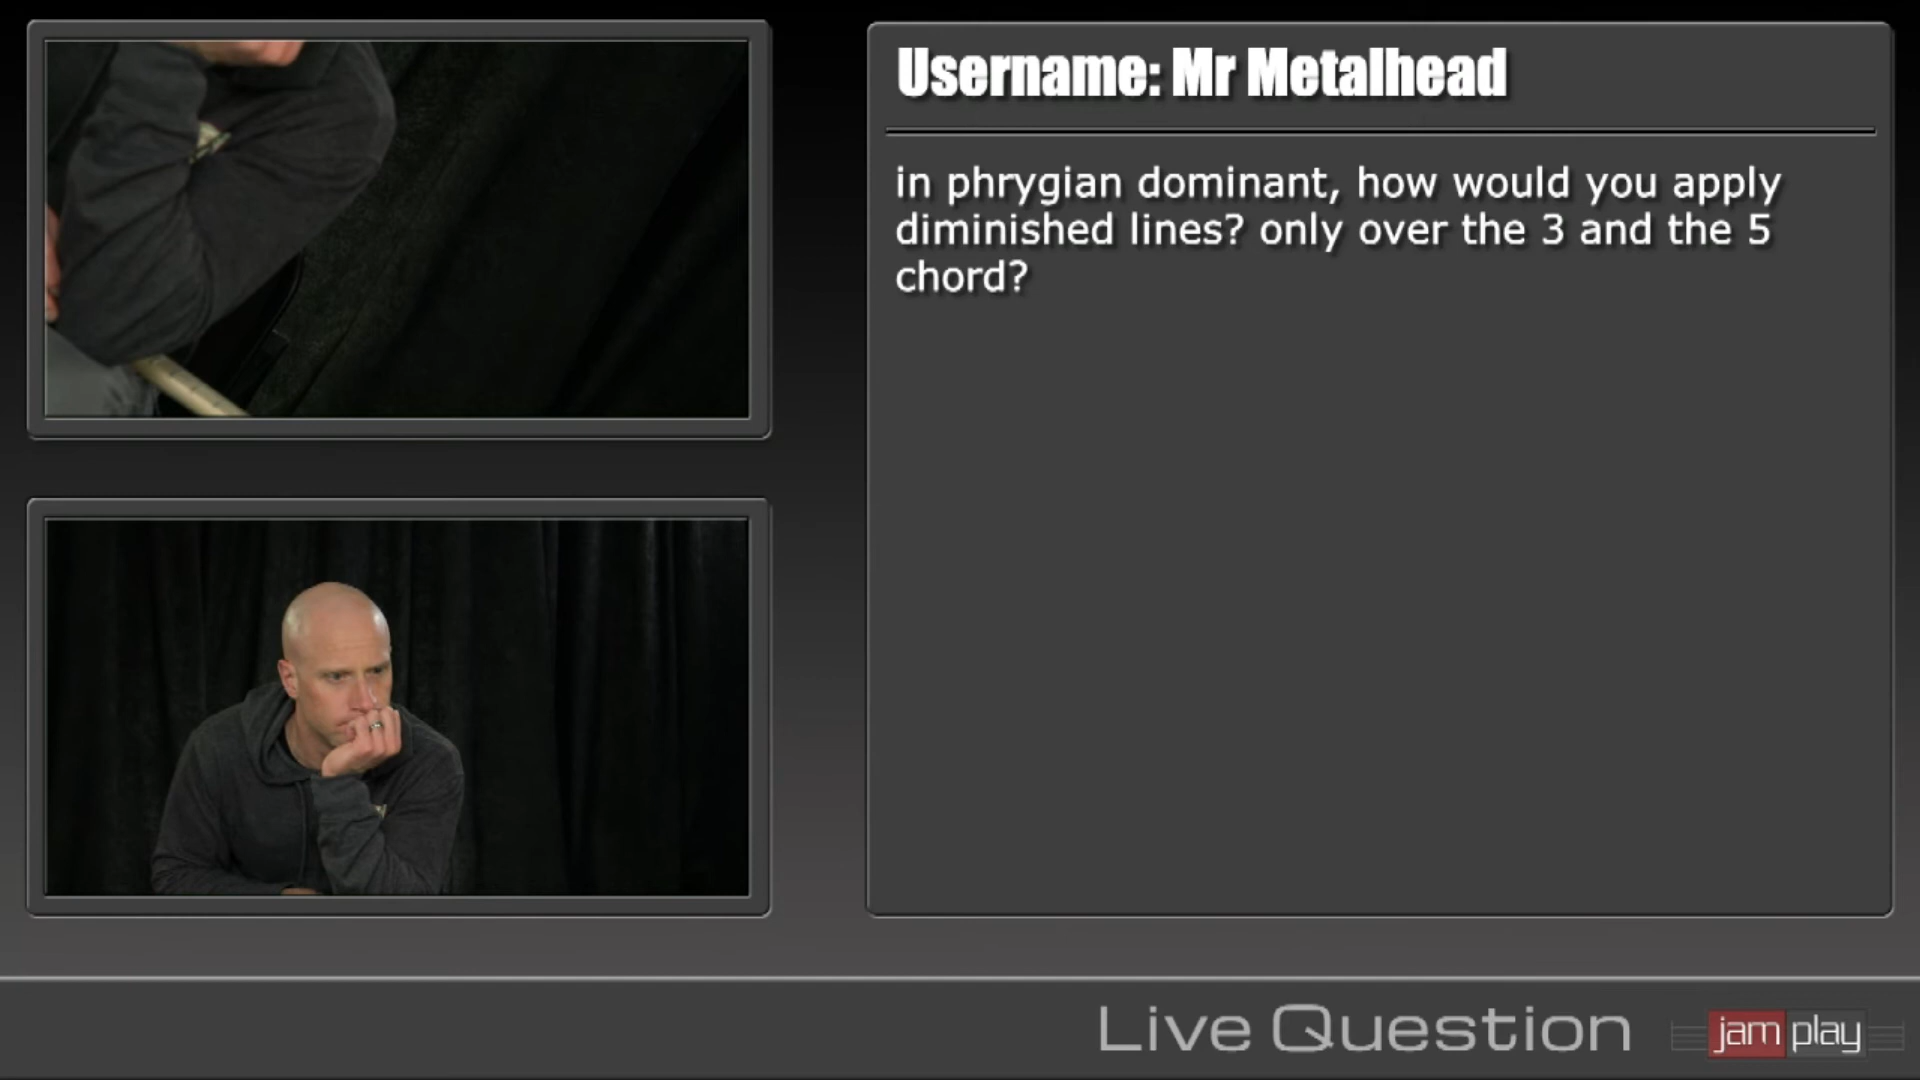 Username: Mr Metalhead
in phrygian dominant, how would you apply
diminished lines? only over the 3 and the 5
chord?
Live Question
jam play